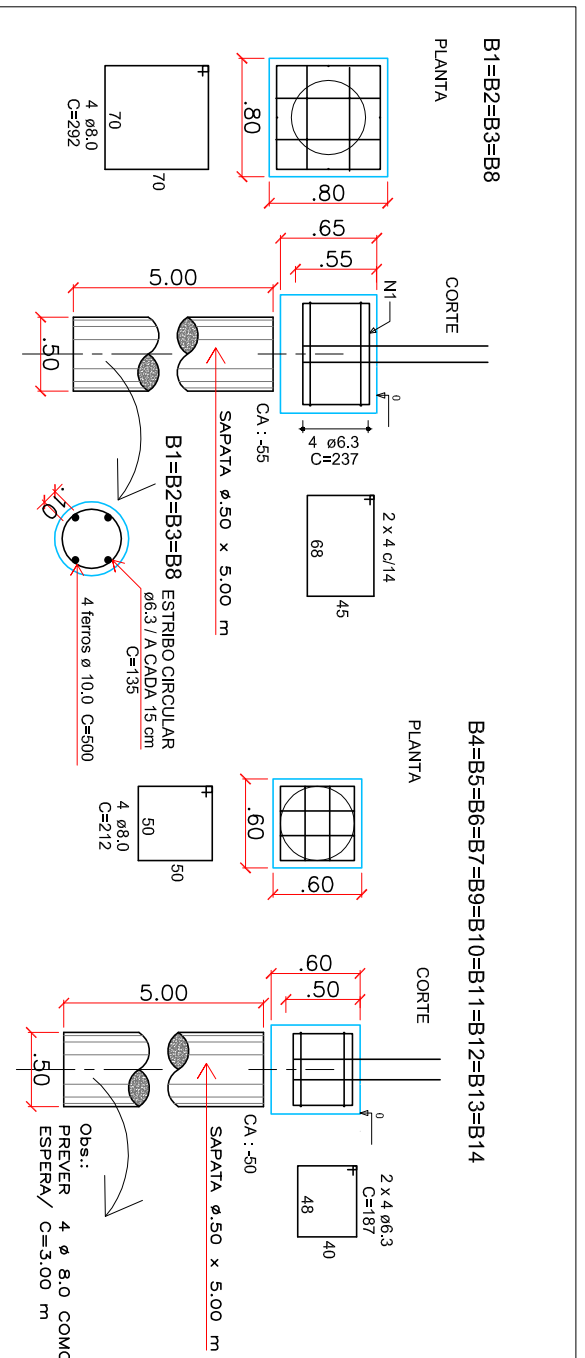 B1=B2=B3=B8
PLANTA
.80
.80
70
70
4 ø8.0
C=292
CORTE
N1
0
.65
.55
4 ø6.3
C=237
2 x 4 c/14
68
45
5.00
.50
CA : -55
SAPATA ø.50 x 5.00 m
B1=B2=B3=B8
ESTRIBO CIRCULAR
ø6.3 / A CADA 15 cm
C=135
4 ferros ø 10.0 C=500
.10
B4=B5=B6=B7=B9=B10=B11=B12=B13=B14
PLANTA
.60
.60
50
50
4 ø8.0
C=212
CORTE
0
.60
.50
2 x 4 ø6.3
C=187
48
40
5.00
.50
CA : -50
SAPATA ø.50 x 5.00 m
Obs.:
PREVER 4 ø 8.0 COMO
ESPERA/ C=3.00 m